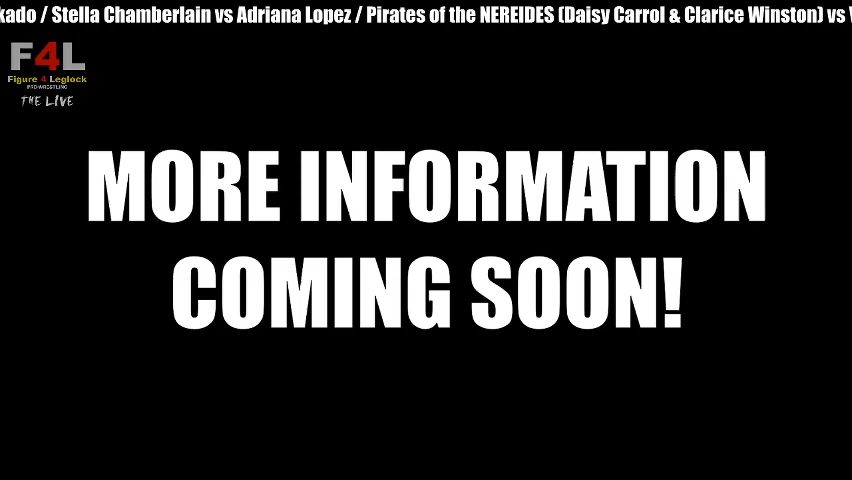 kado / Stella Chamberlain vs Adriana Lopez / Pirates of the NEREIDES (Daisy Carrol & Clarice Winston) vs
F4L
Figure 4 Leglock
PRO-WRESTLING
THE LIVE
MORE INFORMATION
COMING SOON!